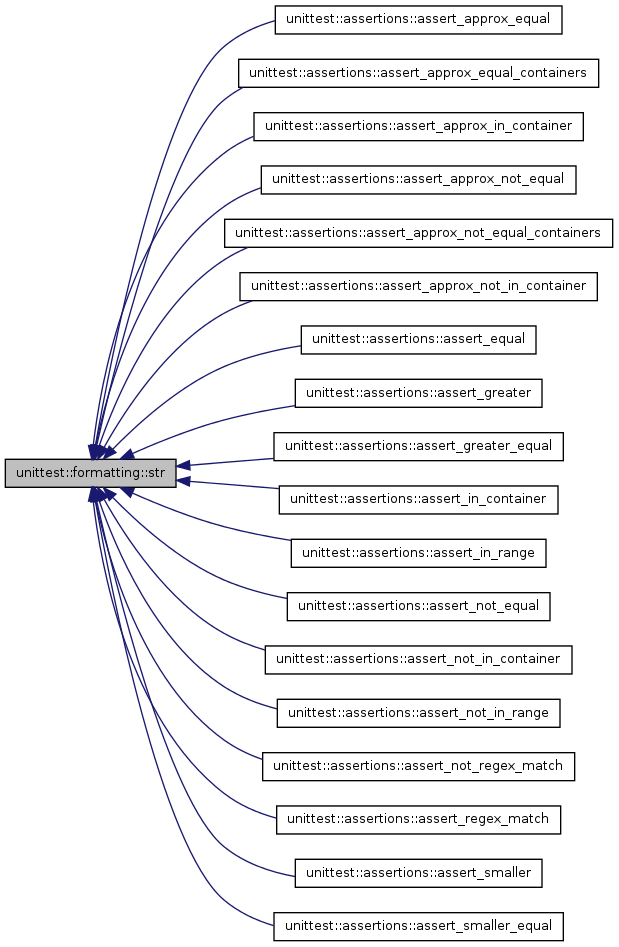 unittest::assertions::assert_approx_equal
unittest::assertions::assert_approx_equal_containers
unittest::assertions::assert_approx_in_container
unittest::assertions::assert_approx_not_equal
unittest::assertions::assert_approx_not_equal_containers
unittest::assertions::assert_approx_not_in_container
unittest::assertions::assert_equal
unittest::assertions::assert_greater
unittest::assertions::assert_greater_equal
unittest::formatting::str
unittest::assertions::assert_in_container
unittest::assertions::assert_in_range
unittest::assertions::assert_not_equal
unittest::assertions::assert_not_in_container
unittest::assertions::assert_not_in_range
unittest::assertions::assert_not_regex_match
unittest::assertions::assert_regex_match
unittest::assertions::assert_smaller
unittest::assertions::assert_smaller_equal